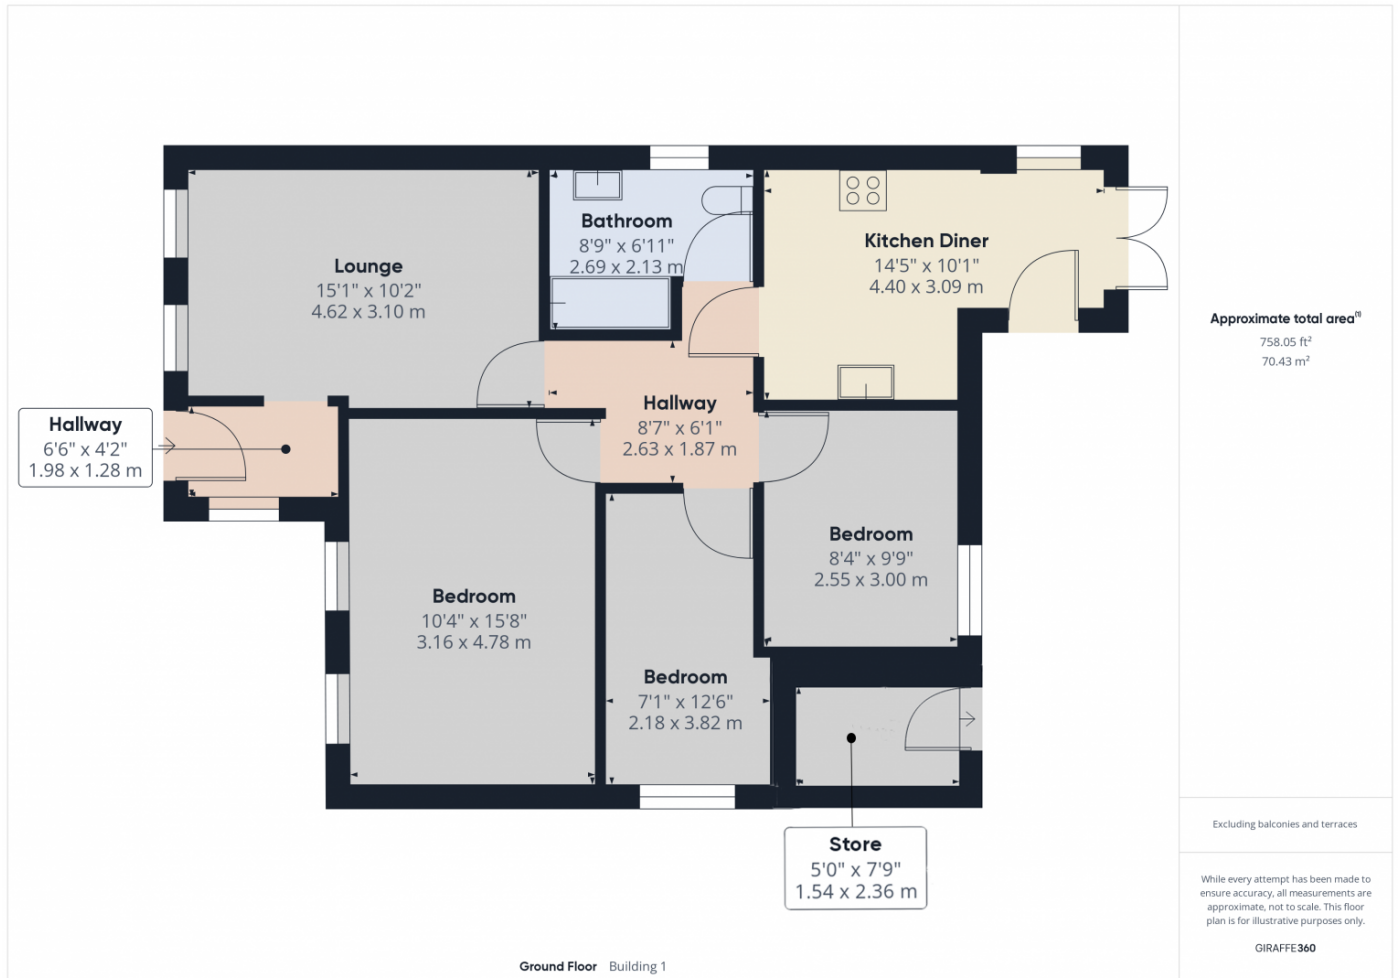 Lounge
15'1" x 10'2"
4.62 x 3.10 m
Bathroom
8'9" x 6'11"
2.69 x 2.13 m
Kitchen Diner
14'5" x 10'1"
4.40 x 3.09 m
Hallway
6'6" x 4'2"
1.98 x 1.28 m
Hallway
8'7" x 6'1"
2.63 x 1.87 m
Bedroom
10'4" x 15'8"
3.16 x 4.78 m
Bedroom
7'1" x 12'6"
2.18 x 3.82 m
Bedroom
8'4" x 9'9"
2.55 x 3.00 m
Store
5'0" x 7'9"
1.54 x 2.36 m
Ground Floor Building 1
Approximate total area⁽¹⁾
758.05 ft²
70.43 m²
Excluding balconies and terraces
While every attempt has been made to
ensure accuracy, all measurements are
approximate, not to scale. This floor
plan is for illustrative purposes only.
GIRAFFE360